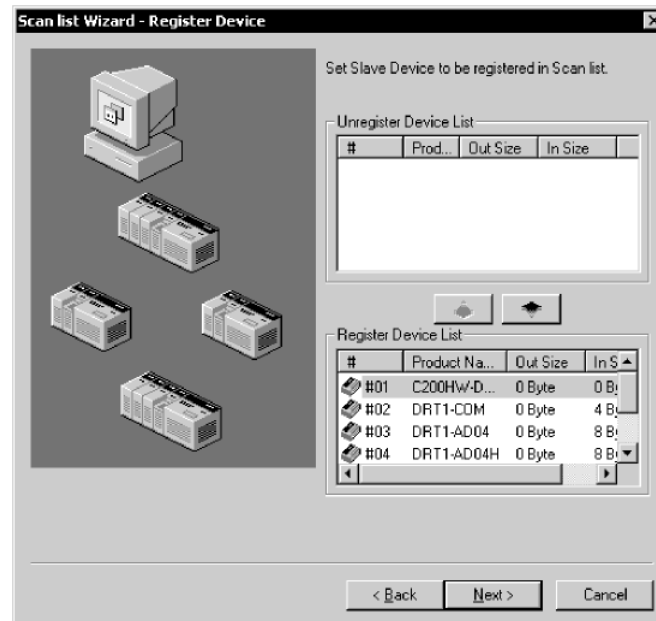 Scan list Wizard - Register Device
Set Slave Device to be registered in Scan list.
Unregister Device List
# Prod... Out Size In Size
Register Device List
# Product Na... Out Size In S
#01 C200HW-D... 0 Byte 0 B
#02 DRT1-COM 0 Byte 4 B
#03 DRT1-AD04 0 Byte 8 B
#04 DRT1-AD04H 0 Byte 8 B
< Back Next > Cancel